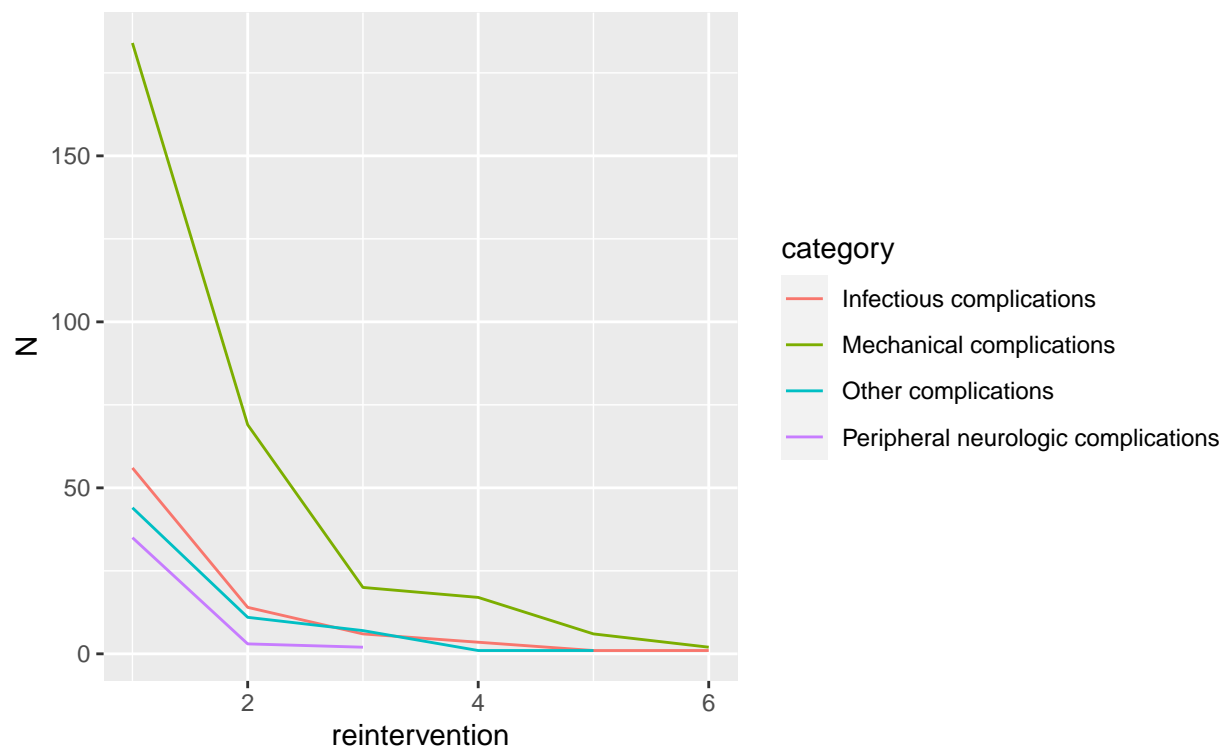 150
100
50
0
N
2
4
6
reintervention
category
Infectious complications
Mechanical complications
Other complications
Peripheral neurologic complications